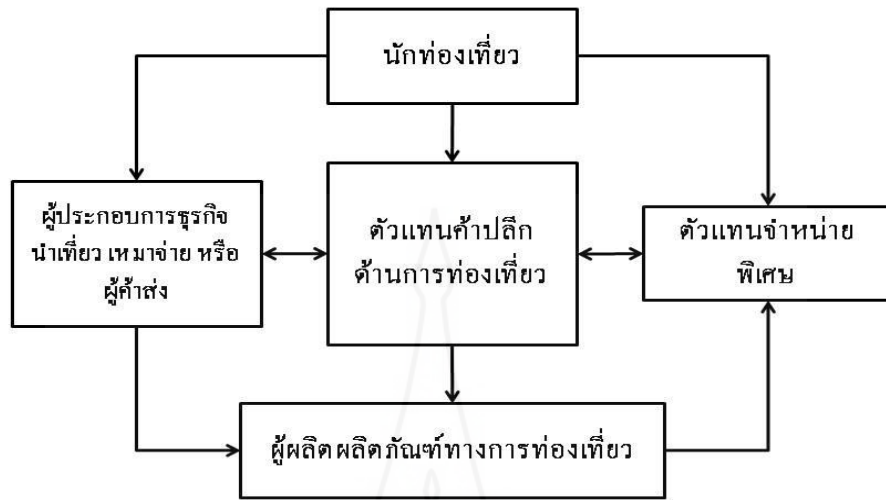 นักท่องเที่ยว
ผู้ประกอบการธุรกิจ
นำเที่ยว เหมาจ่าย หรือ
ผู้ค้าส่ง
ตัวแทนค้าปลีก
ด้านการท่องเที่ยว
ตัวแทนจำหน่าย
พิเศษ
ผู้ผลิตผลิตภัณฑ์ทางการท่องเที่ยว